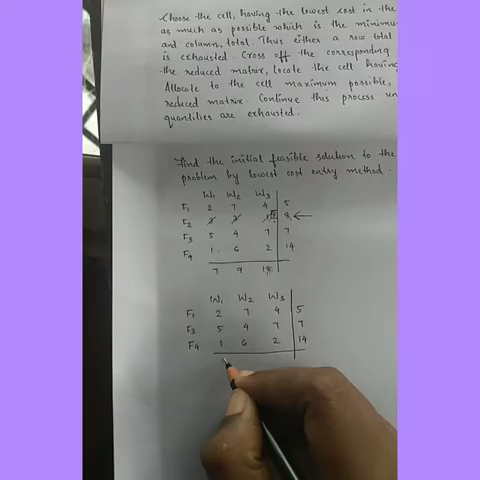 Choose the cell, having the lowest cost in the
as much as possible which is the minimu
and column, total. Thus either a row total
is exhausted. Cross off the corresponding
the reduced matrix, locate the cell having
Allocate to the cell maximum possible,
reduced matrix. Continue this process un
quantities are exhausted.
Find the initial feasible solution to the
problem by lowest cost entry method.
W1 W2 W3
F1 2 7 4 5
F2 3 3 1 8
F3 5 4 7 7
F4 1 6 2 14
7 9 18
W1 W2 W3
F1 2 7 4 5
F3 5 4 7 7
F4 1 6 2 14